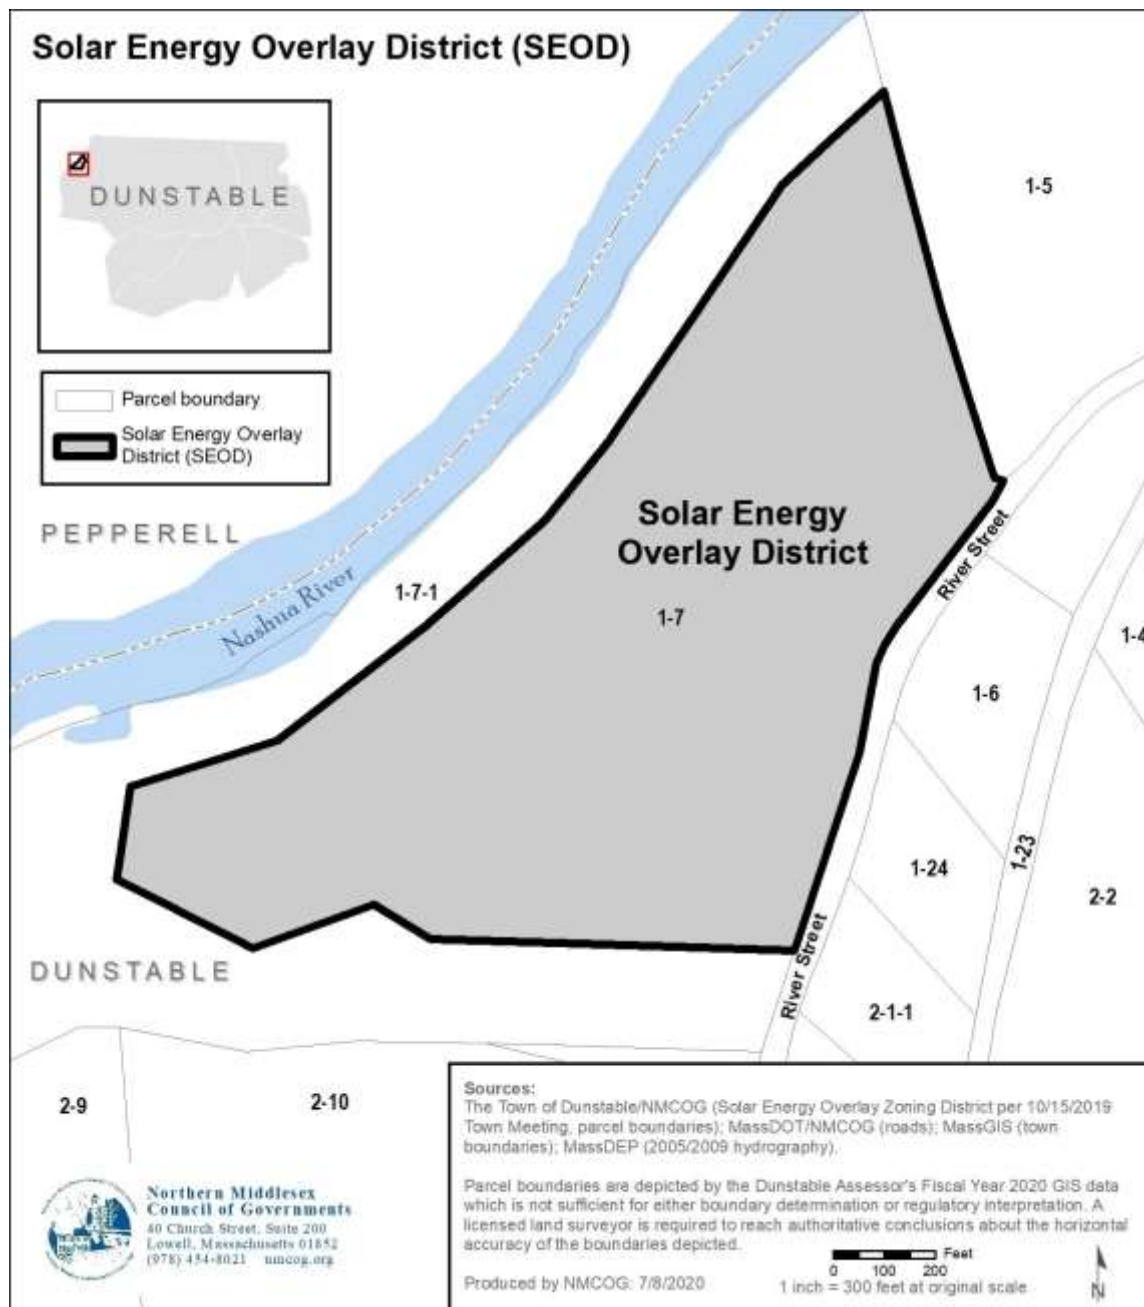 Solar Energy Overlay District (SEOD)
DUNSTABLE
Parcel boundary
Solar Energy Overlay
District (SEOD)
PEPPERELL
Nashua River
1-7-1
Solar Energy
Overlay District
1-7
1-5
River Street
1-4
1-6
1-24
1-23
2-2
River Street
2-1-1
DUNSTABLE
2-9
2-10
Northern Middlesex
Council of Governments
40 Church Street, Suite 200
Lowell, Massachusetts 01852
(978) 454-8021 nmcog.org
Sources:
The Town of Dunstable/NMCOG (Solar Energy Overlay Zoning District per 10/15/2019
Town Meeting, parcel boundaries); MassDOT/NMCOG (roads); MassGIS (town
boundaries); MassDEP (2005/2009 hydrography).
Parcel boundaries are depicted by the Dunstable Assessor's Fiscal Year 2020 GIS data
which is not sufficient for either boundary determination or regulatory interpretation. A
licensed land surveyor is required to reach authoritative conclusions about the horizontal
accuracy of the boundaries depicted.
Feet
0 100 200
Produced by NMCOG: 7/8/2020
1 inch = 300 feet at original scale
N